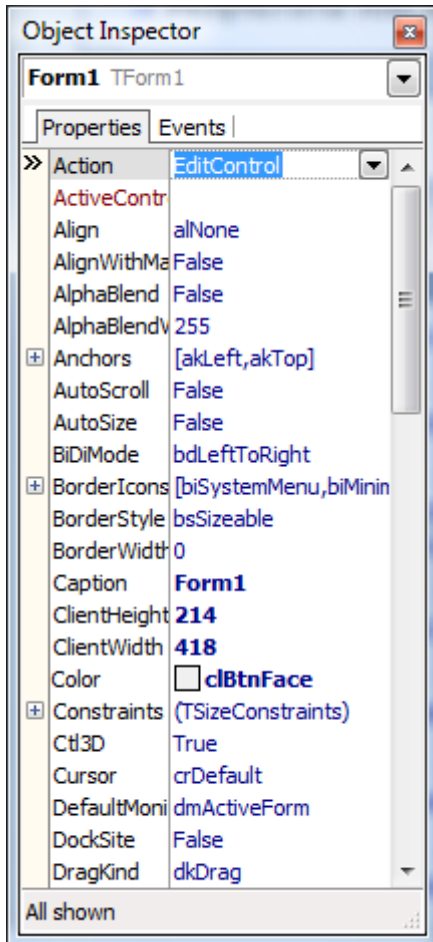 Object Inspector
Form1 TForm1
Properties Events
Action EditControl
ActiveContr
Align alNone
AlignWithMa False
AlphaBlend False
AlphaBlendV 255
Anchors [akLeft,akTop]
AutoScroll False
AutoSize False
BiDiMode bdLeftToRight
BorderIcons [biSystemMenu,biMinim
BorderStyle bsSizeable
BorderWidth 0
Caption Form1
ClientHeight 214
ClientWidth 418
Color clBtnFace
Constraints (TSizeConstraints)
Ctl3D True
Cursor crDefault
DefaultMoni dmActiveForm
DockSite False
DragKind dkDrag
All shown